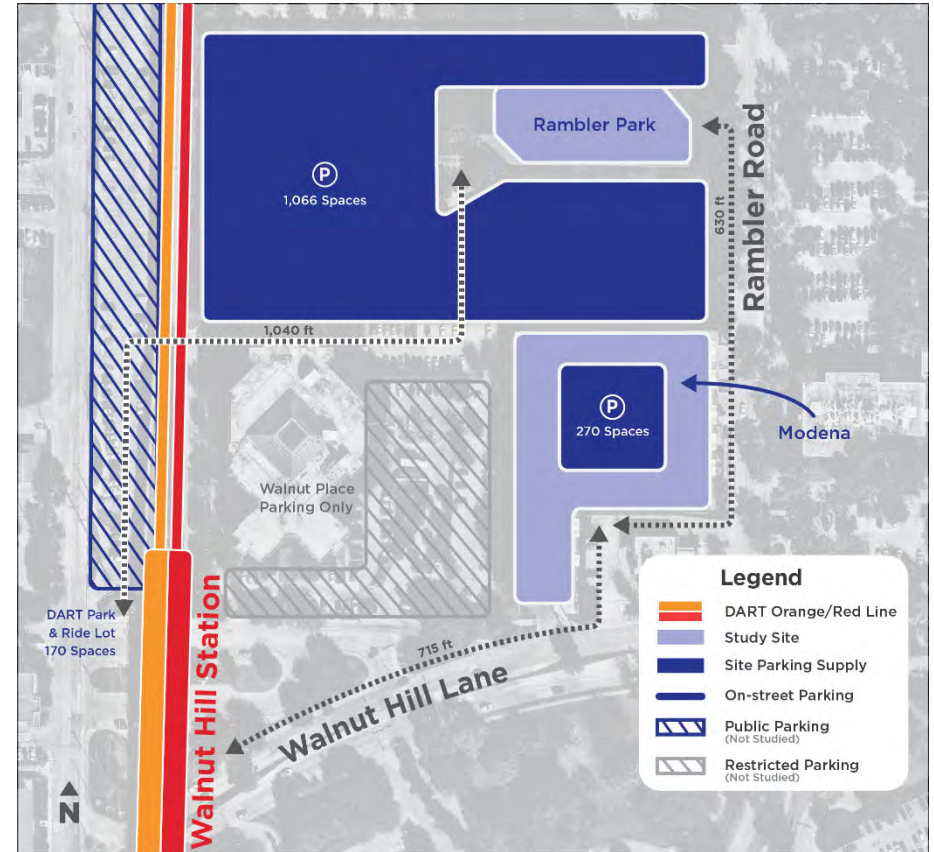 Rambler Park
Rambler Road
630 ft
P
1,066 Spaces
1,040 ft
P
270 Spaces
Modena
Walnut Place
Parking Only
DART Park
& Ride Lot
170 Spaces
Walnut Hill Station
715 ft
Walnut Hill Lane
N
Legend
DART Orange/Red Line
Study Site
Site Parking Supply
On-street Parking
Public Parking
(Not Studied)
Restricted Parking
(Not Studied)